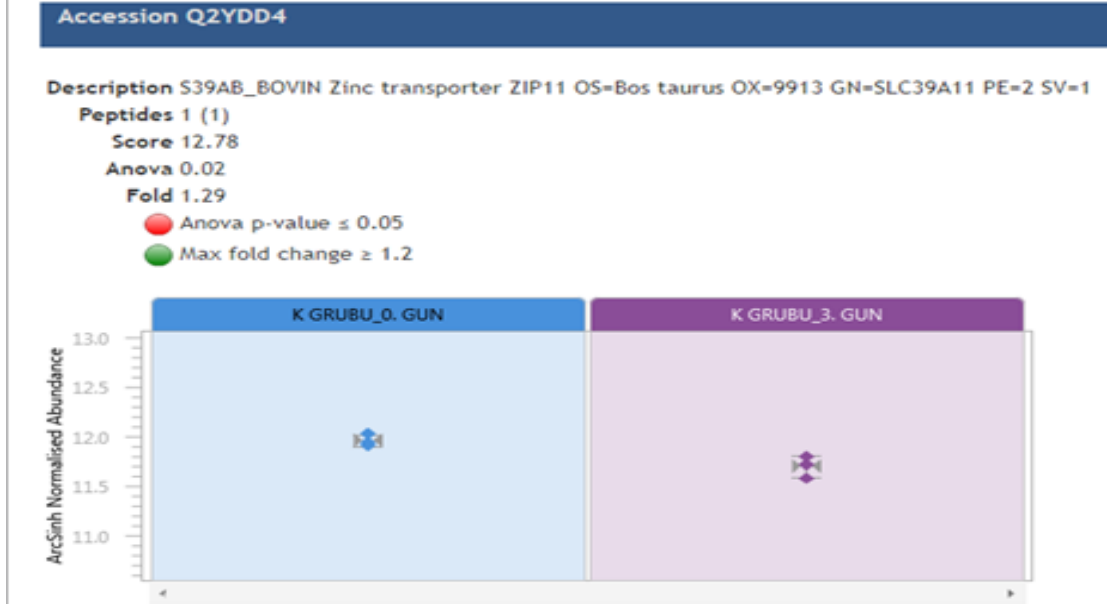 Accession Q2YDD4
Description S39AB_BOVIN Zinc transporter ZIP11 OS=Bos taurus OX=9913 GN=SLC39A11 PE=2 SV=1
Peptides 1 (1)
Score 12.78
Anova 0.02
Fold 1.29
Anova p-value ≤ 0.05
Max fold change ≥ 1.2
K GRUBU_0. GUN
K GRUBU_3. GUN
ArcSinh Normalised Abundance
13.0
12.5
12.0
11.5
11.0